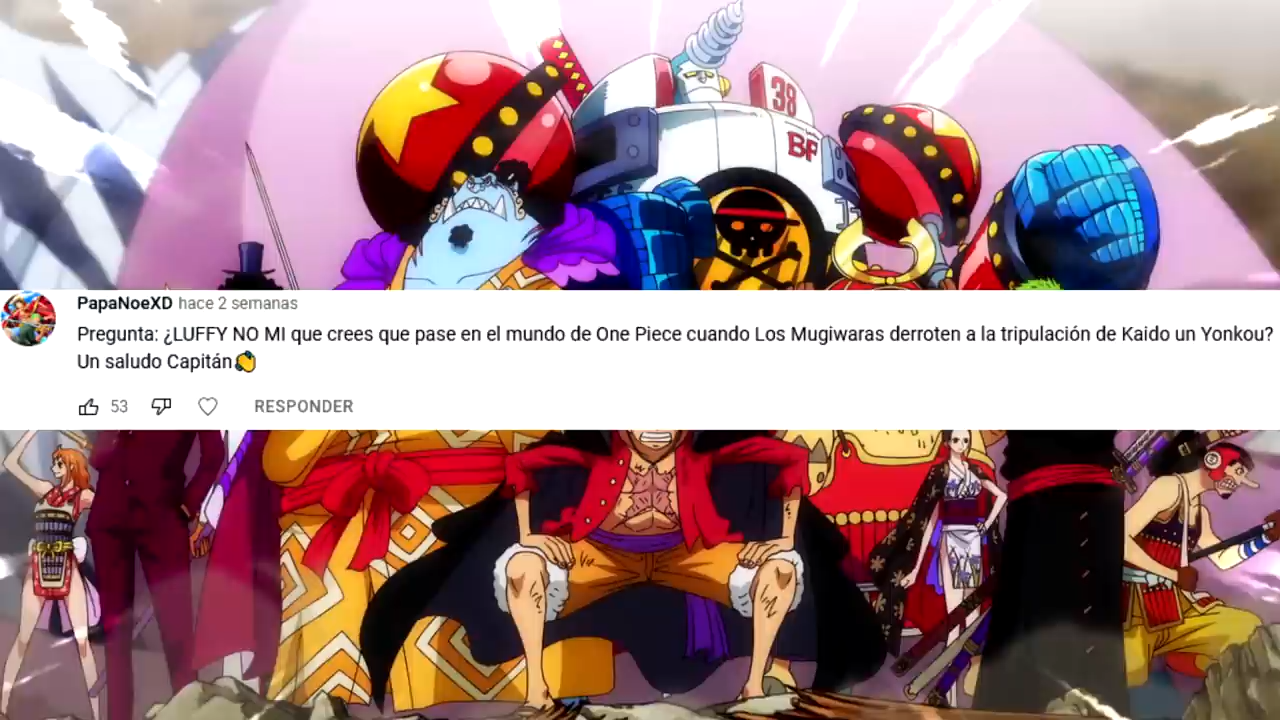 38
BF
PapaNoeXD hace 2 semanas
Pregunta: ¿LUFFY NO MI que crees que pase en el mundo de One Piece cuando Los Mugiwaras derroten a la tripulación de Kaido un Yonkou?
Un saludo Capitán👏
53 RESPONDER